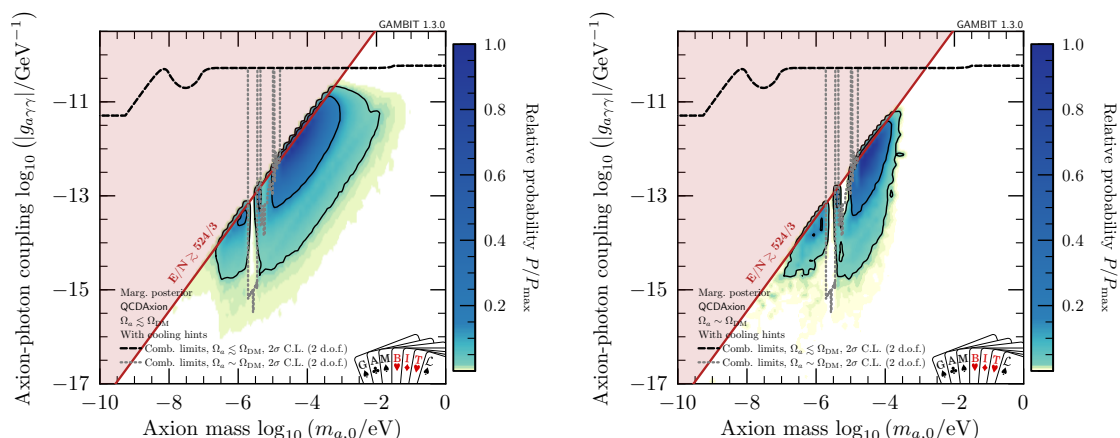 GAMBIT 1.3.0
Axion-photon coupling log₁₀ (|gₐγγ|/GeV⁻¹)
−11
−13
−15
−17
E/N ≳ 524/3
Marg. posterior
QCDAxion
Ωₐ ≲ Ω_DM
With cooling hints
Comb. limits, Ωₐ ≲ Ω_DM, 2σ C.L. (2 d.o.f.)
Comb. limits, Ωₐ ∼ Ω_DM, 2σ C.L. (2 d.o.f.)
G A M B I T
−10 −8 −6 −4 −2 0
Axion mass log₁₀ (mₐ,₀/eV)
1.0
0.8
0.6
0.4
0.2
Relative probability P/Pₘₐₓ
GAMBIT 1.3.0
Axion-photon coupling log₁₀ (|gₐγγ|/GeV⁻¹)
−11
−13
−15
−17
E/N ≳ 524/3
Marg. posterior
QCDAxion
Ωₐ ∼ Ω_DM
With cooling hints
Comb. limits, Ωₐ ≲ Ω_DM, 2σ C.L. (2 d.o.f.)
Comb. limits, Ωₐ ∼ Ω_DM, 2σ C.L. (2 d.o.f.)
G A M B I T
−10 −8 −6 −4 −2 0
Axion mass log₁₀ (mₐ,₀/eV)
1.0
0.8
0.6
0.4
0.2
Relative probability P/Pₘₐₓ